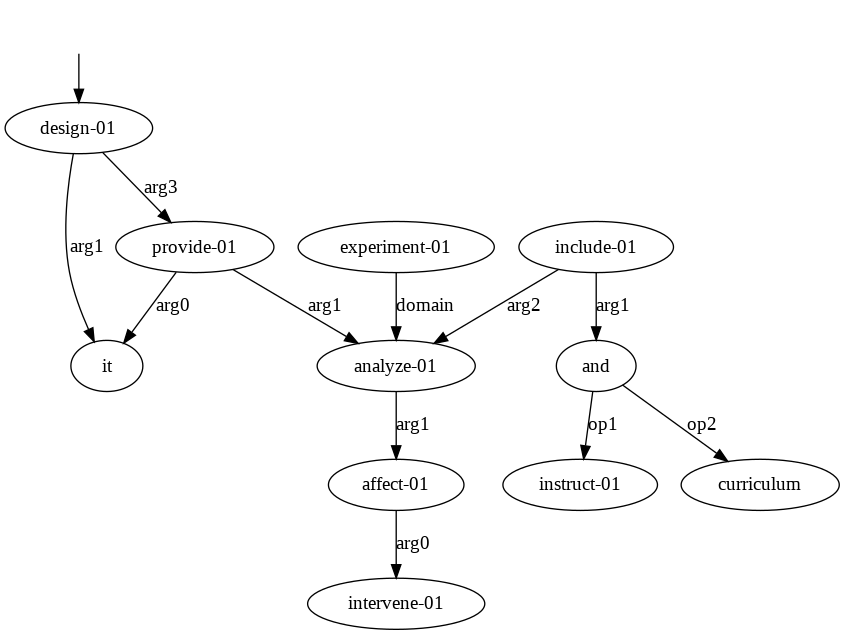 design-01
arg3
provide-01
experiment-01
include-01
arg1
arg0
arg1
domain
arg2
arg1
it
analyze-01
and
arg1
op1
op2
affect-01
instruct-01
curriculum
arg0
intervene-01